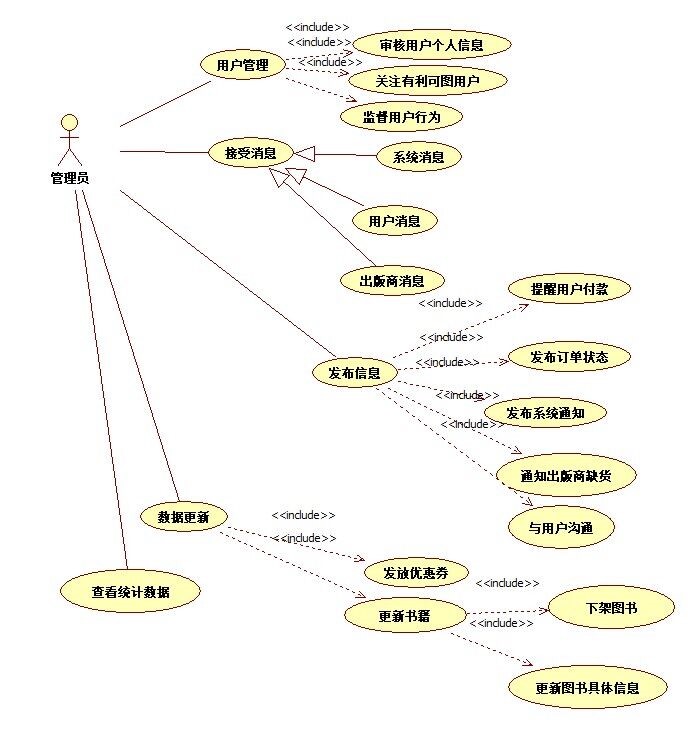 <<include>>
<<include>>
审核用户个人信息
用户管理
<<include>>
关注有利可图用户
监督用户行为
接受消息
系统消息
管理员
用户消息
出版商消息
<<include>>
提醒用户付款
<<include>>
发布订单状态
<<include>>
发布信息
<<include>>
发布系统通知
<<include>>
通知出版商缺货
数据更新
<<include>>
与用户沟通
<<include>>
发放优惠券
查看统计数据
<<include>>
更新书籍
下架图书
<<include>>
更新图书具体信息